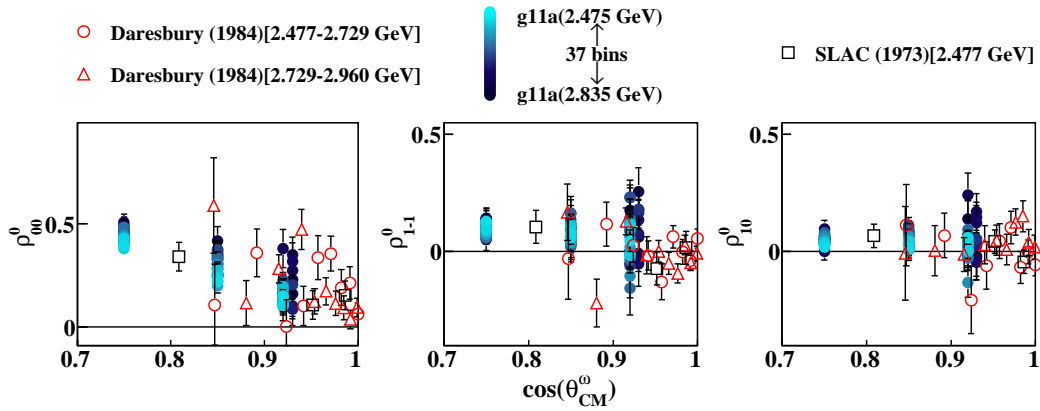 Daresbury (1984)[2.477-2.729 GeV]
Daresbury (1984)[2.729-2.960 GeV]
g11a(2.475 GeV)
37 bins
g11a(2.835 GeV)
SLAC (1973)[2.477 GeV]
ρ⁰₀₀
0.5
0
0.7 0.8 0.9 1
ρ⁰₁₋₁
0.5
0
0.7 0.8 0.9 1
ρ⁰₁₀
0.5
0
0.7 0.8 0.9 1
cos(θ^ω_CM)